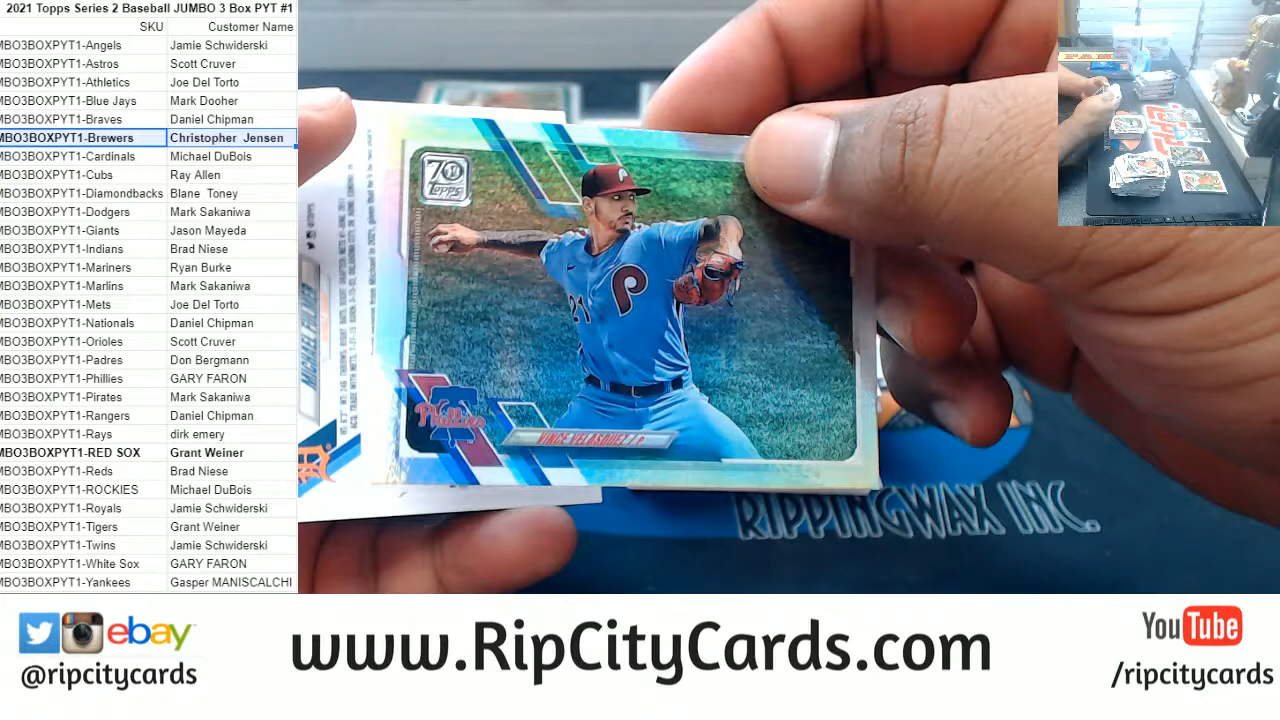 2021 Topps Series 2 Baseball JUMBO 3 Box PYT #1
SKU Customer Name
MBO3BOXPYT1-Angels Jamie Schwiderski
MBO3BOXPYT1-Astros Scott Cruver
MBO3BOXPYT1-Athletics Joe Del Torto
MBO3BOXPYT1-Blue Jays Mark Dooher
MBO3BOXPYT1-Braves Daniel Chipman
MBO3BOXPYT1-Brewers Christopher Jensen
MBO3BOXPYT1-Cardinals Michael DuBois
MBO3BOXPYT1-Cubs Ray Allen
MBO3BOXPYT1-Diamondbacks Blane Toney
MBO3BOXPYT1-Dodgers Mark Sakaniwa
MBO3BOXPYT1-Giants Jason Mayeda
MBO3BOXPYT1-Indians Brad Niese
MBO3BOXPYT1-Mariners Ryan Burke
MBO3BOXPYT1-Marlins Mark Sakaniwa
MBO3BOXPYT1-Mets Joe Del Torto
MBO3BOXPYT1-Nationals Daniel Chipman
MBO3BOXPYT1-Orioles Scott Cruver
MBO3BOXPYT1-Padres Don Bergmann
MBO3BOXPYT1-Phillies GARY FARON
MBO3BOXPYT1-Pirates Mark Sakaniwa
MBO3BOXPYT1-Rangers Daniel Chipman
MBO3BOXPYT1-Rays dirk emery
MBO3BOXPYT1-RED SOX Grant Weiner
MBO3BOXPYT1-Reds Brad Niese
MBO3BOXPYT1-ROCKIES Michael DuBois
MBO3BOXPYT1-Royals Jamie Schwiderski
MBO3BOXPYT1-Tigers Grant Weiner
MBO3BOXPYT1-Twins Jamie Schwiderski
MBO3BOXPYT1-White Sox GARY FARON
MBO3BOXPYT1-Yankees Gasper MANISCALCHI
70
Topps
P
P
21
Phillies
VINCE VELASQUEZ / P
RIPPINGWAX INC.
ebay
@ripcitycards
www.RipCityCards.com
YouTube
/ripcitycards